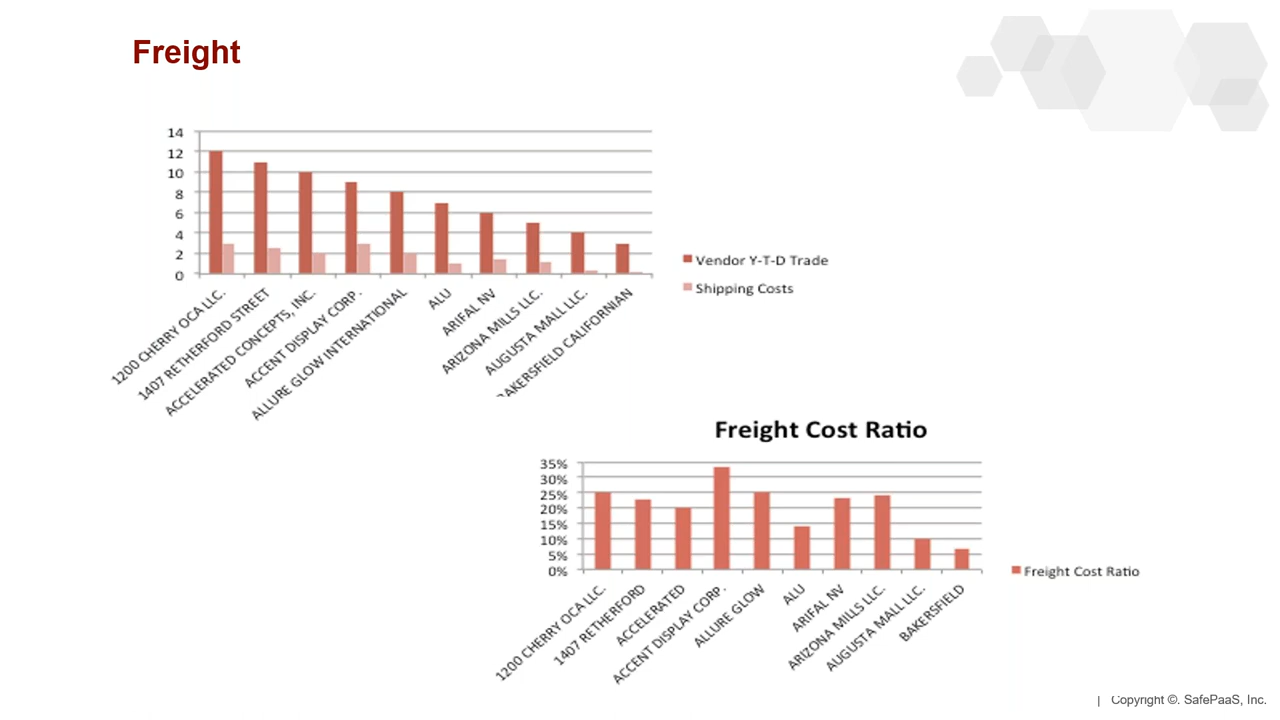 Freight
14
12
10
8
6
4
2
0
1200 CHERRY OCA LLC.
1407 RETHERFORD STREET
ACCELERATED CONCEPTS, INC.
ACCENT DISPLAY CORP.
ALLURE GLOW INTERNATIONAL
ALU
ARIFAL NV
ARIZONA MILLS LLC.
AUGUSTA MALL LLC.
BAKERSFIELD CALIFORNIAN
Vendor Y-T-D Trade
Shipping Costs
Freight Cost Ratio
35%
30%
25%
20%
15%
10%
5%
0%
1200 CHERRY OCA LLC.
1407 RETHERFORD
ACCELERATED
ACCENT DISPLAY CORP.
ALLURE GLOW
ALU
ARIFAL NV
ARIZONA MILLS LLC.
AUGUSTA MALL LLC.
BAKERSFIELD
Freight Cost Ratio
| Copyright ©. SafePaaS, Inc.